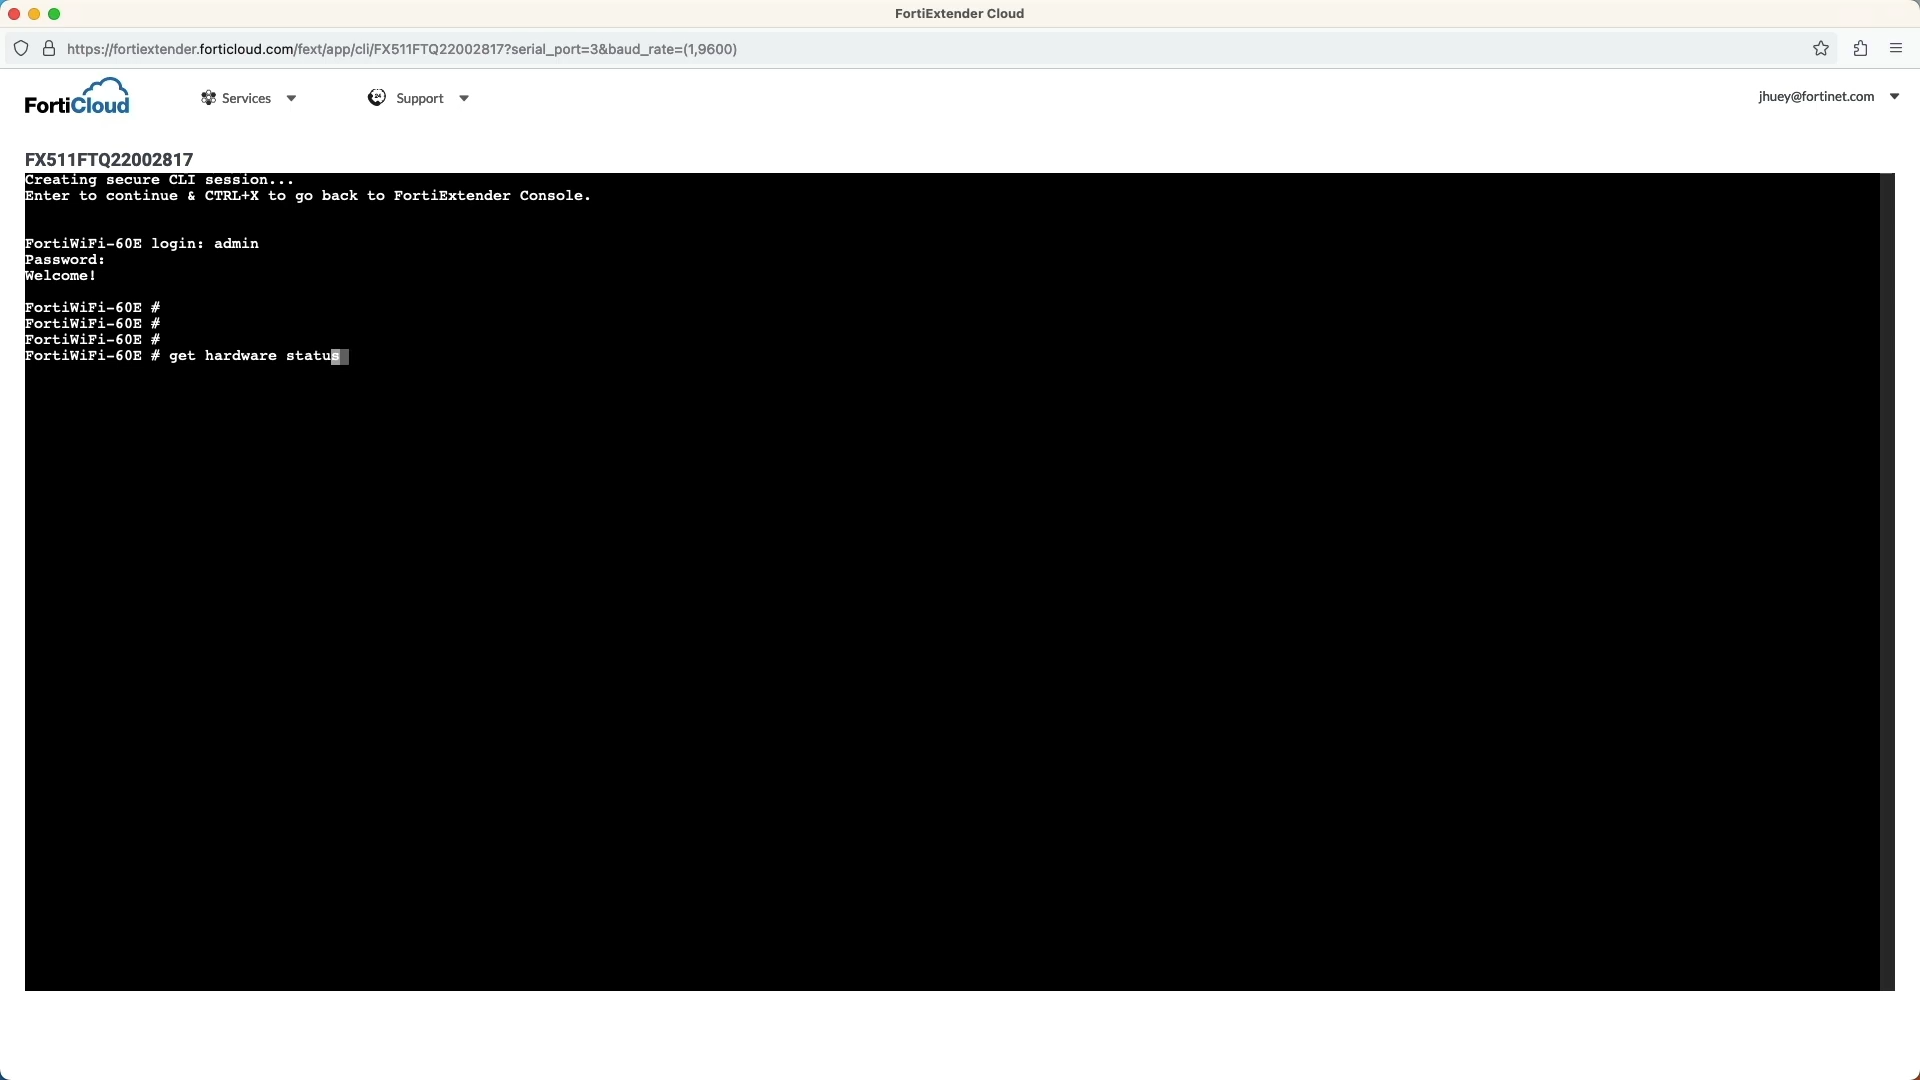 FortiExtender Cloud
https://fortiextender.forticloud.com/fext/app/cli/FX511FTQ22002817?serial_port=3&baud_rate=(1,9600)
FortiCloud
Services
Support
jhuey@fortinet.com
FX511FTQ22002817
Creating secure CLI session...
Enter to continue & CTRL+X to go back to FortiExtender Console.
FortiWiFi-60E login: admin
Password:
Welcome!
FortiWiFi-60E #
FortiWiFi-60E #
FortiWiFi-60E #
FortiWiFi-60E # get hardware status